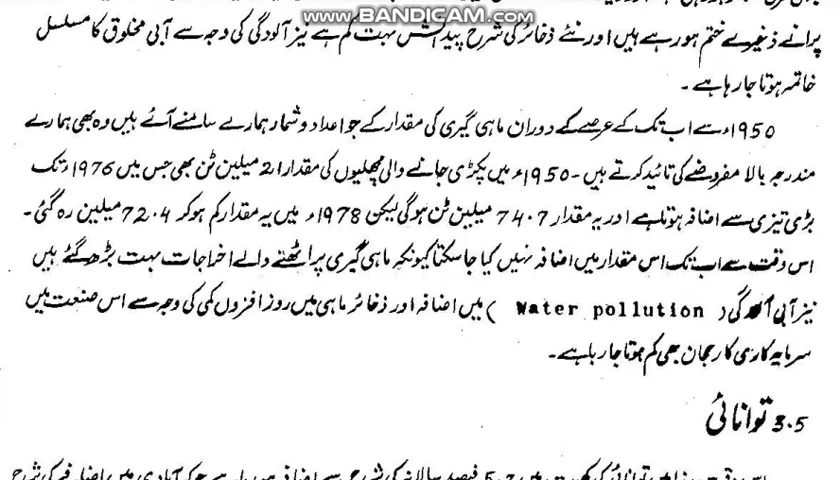 www.BANDICAM.com
پرانے ذخیرے ختم ہو رہے ہیں اور نئے ذخائر کی شرح پیدائش بہت کم ہے نیز آلودگی کی وجہ سے آبی مخلوق کا مسلسل
خاتمہ ہوتا جا رہا ہے۔
۱۹۵۰ء سے اب تک کے عرصے کے دوران ماہی گیری کی مقدار کے جو اعداد و شمار ہمارے سامنے آئے ہیں وہ بھی ہمارے
مندرجہ بالا مفروضے کی تائید کرتے ہیں۔ ۱۹۵۰ء میں پکڑی جانے والی مچھلیوں کی مقدار 21 میلین ٹن تھی جس میں 1976ء تک
بڑی تیزی سے اضافہ ہوتا ہے اور یہ مقدار 74.7 میلین ٹن ہوگی لیکن 1978ء میں یہ مقدار کم ہو کر 72.4 میلین رہ گئی۔
اس وقت سے اب تک اس مقدار میں اضافہ نہیں کیا جا سکتا کیونکہ ماہی گیری پر اٹھنے والے اخراجات بہت بڑھ گئے ہیں
نیز آبی آلودگی ( Water pollution ) میں اضافہ اور ذخائر ماہی میں روز افزوں کمی کی وجہ سے اس صنعت میں
سرمایہ کاری کا رجحان بھی کم ہوتا جا رہا ہے۔
3.5 توانائی